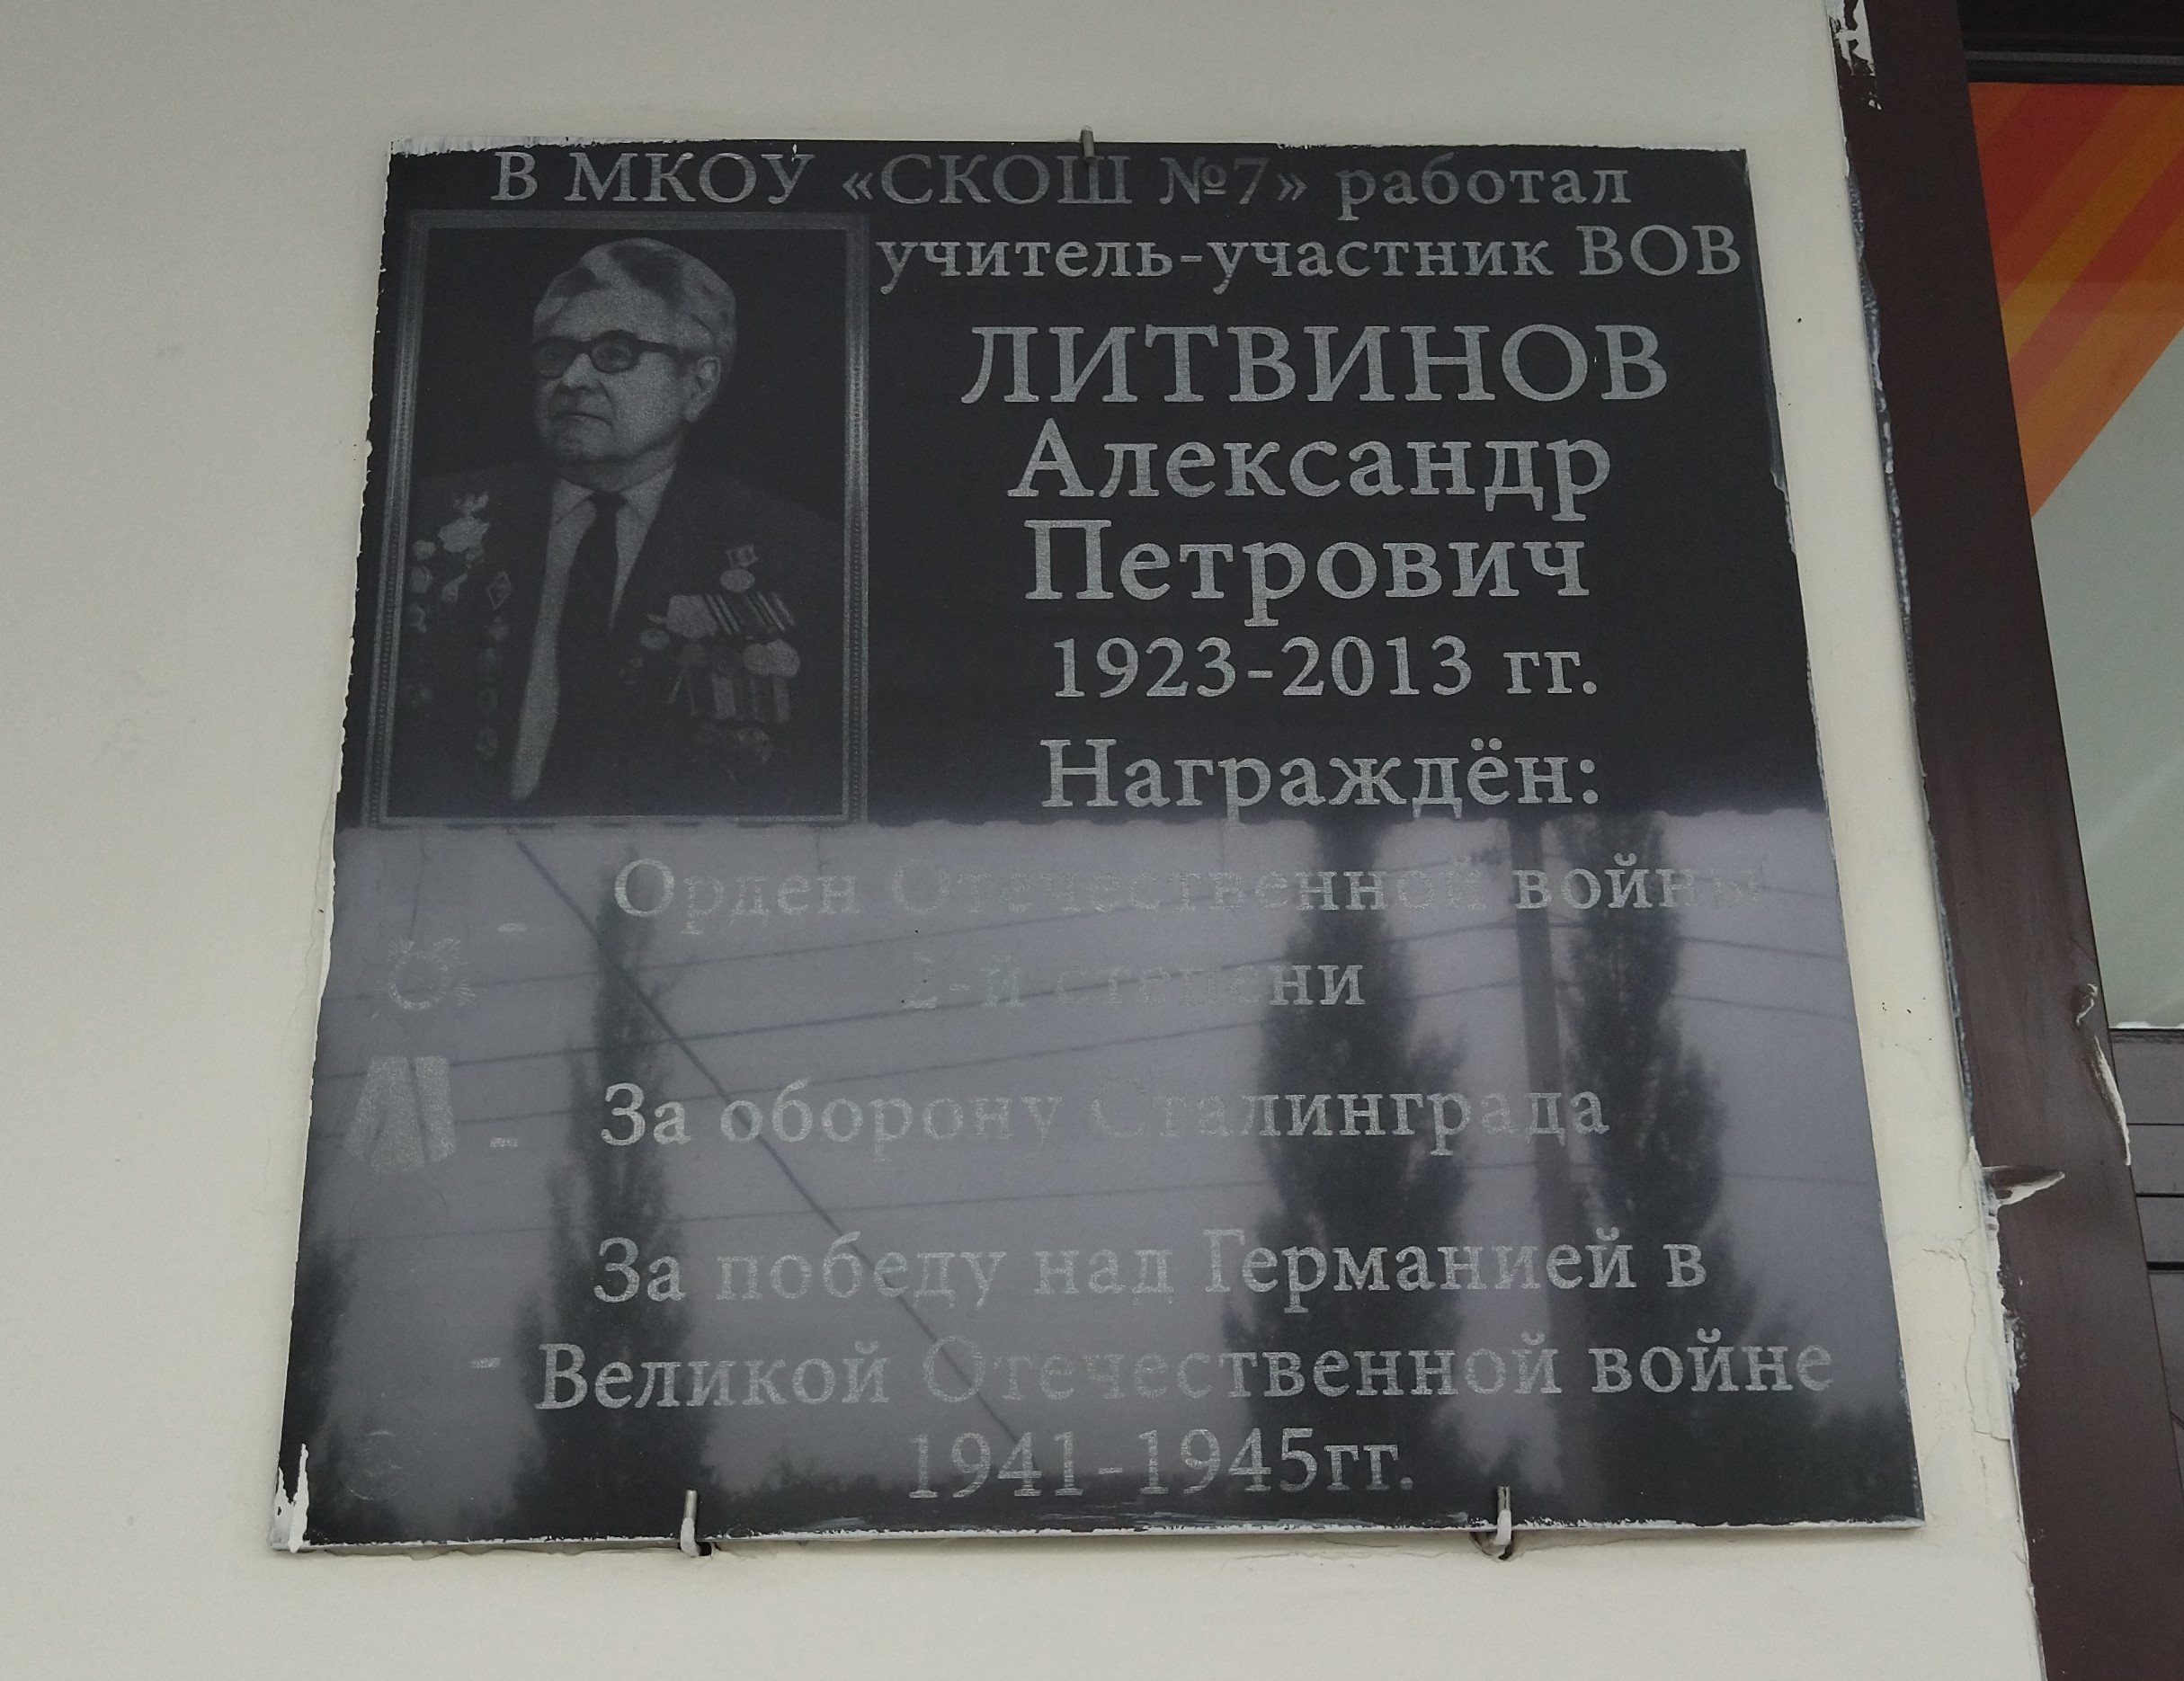 В МКОУ «СКОШ №7» работал
учитель-участник ВОВ
ЛИТВИНОВ
Александр
Петрович
1923-2013 гг.
Награждён:
- Орден Отечественной войны
2-й степени
- За оборону Сталинграда
За победу над Германией в
- Великой Отечественной войне
1941-1945гг.